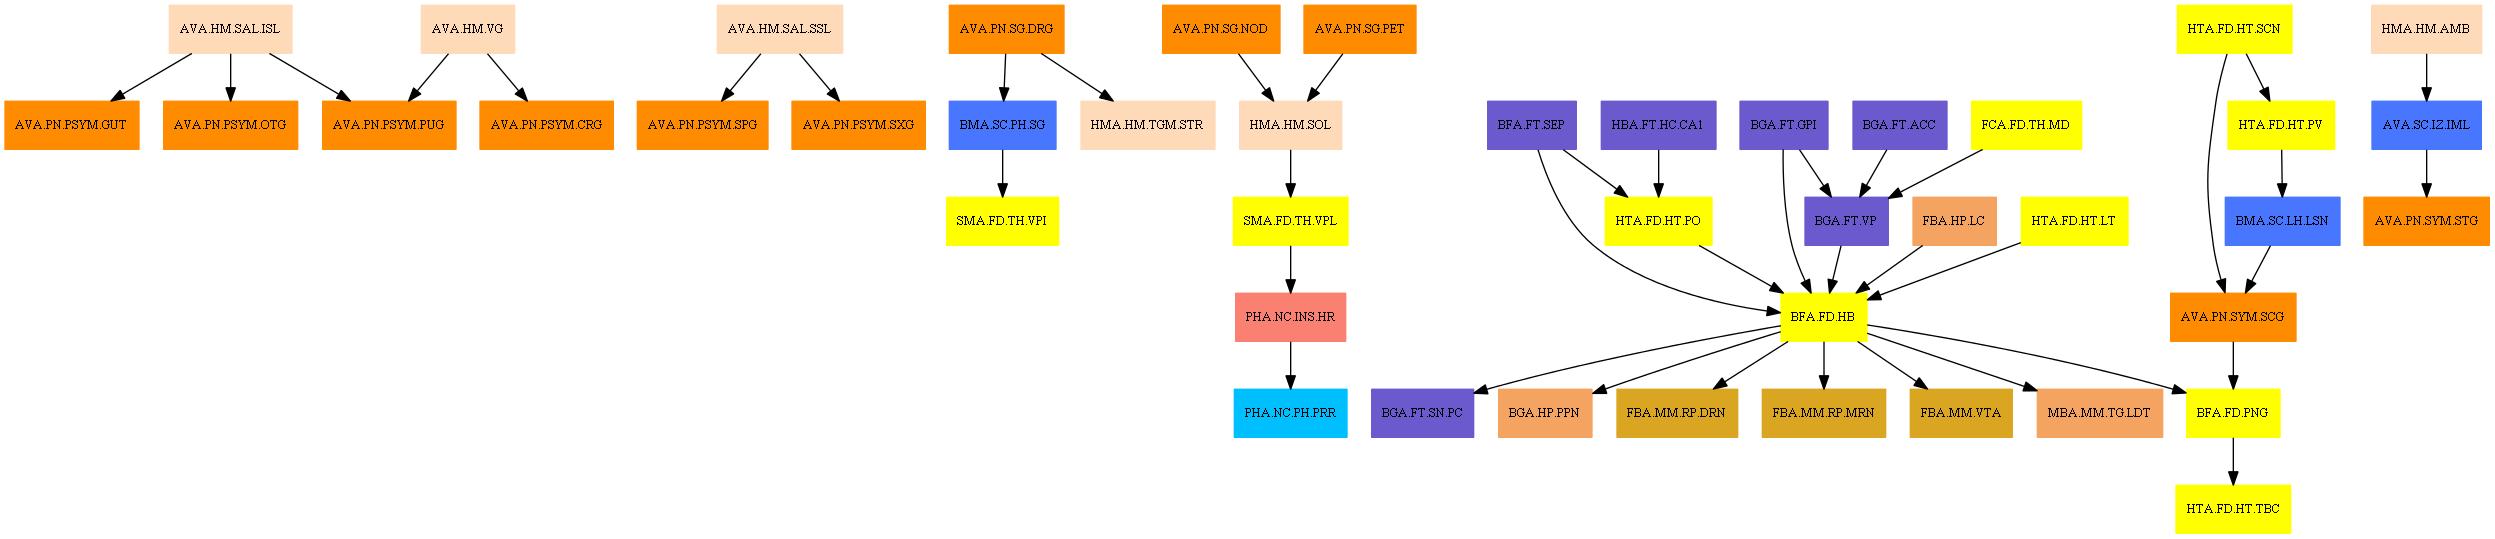 AVA.HM.SAL.ISL
AVA.HM.VG
AVA.HM.SAL.SSL
AVA.PN.SG.DRG
AVA.PN.SG.NOD
AVA.PN.SG.PET
HTA.FD.HT.SCN
HMA.HM.AMB
AVA.PN.PSYM.GUT
AVA.PN.PSYM.OTG
AVA.PN.PSYM.PUG
AVA.PN.PSYM.CRG
AVA.PN.PSYM.SPG
AVA.PN.PSYM.SXG
BMA.SC.PH.SG
HMA.HM.TGM.STR
HMA.HM.SOL
BFA.FT.SEP
HBA.FT.HC.CA1
BGA.FT.GPI
BGA.FT.ACC
FCA.FD.TH.MD
HTA.FD.HT.PV
AVA.SC.IZ.IML
SMA.FD.TH.VPI
SMA.FD.TH.VPL
HTA.FD.HT.PO
BGA.FT.VP
FBA.HP.LC
HTA.FD.HT.LT
BMA.SC.LH.LSN
AVA.PN.SYM.STG
PHA.NC.INS.HR
BFA.FD.HB
AVA.PN.SYM.SCG
PHA.NC.PH.PRR
BGA.FT.SN.PC
BGA.HP.PPN
FBA.MM.RP.DRN
FBA.MM.RP.MRN
FBA.MM.VTA
MBA.MM.TG.LDT
BFA.FD.PNG
HTA.FD.HT.TBC